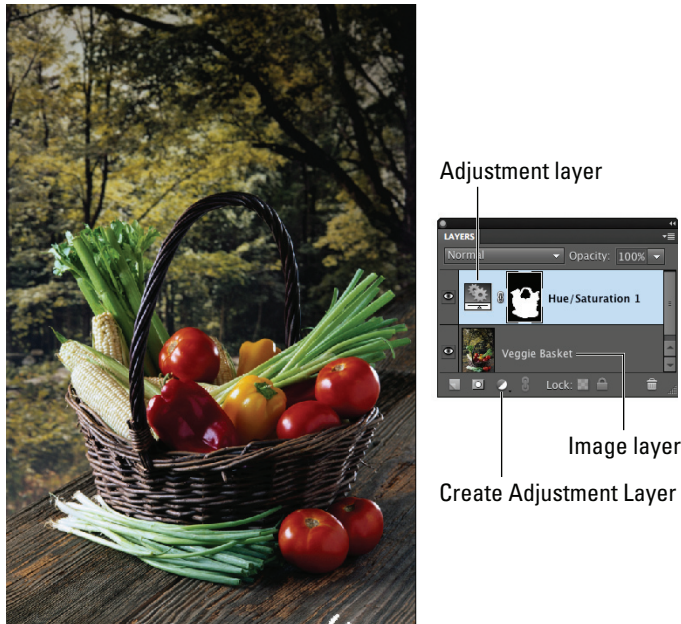 Adjustment layer
LAYERS
Normal Opacity: 100%
Hue/Saturation 1
Veggie Basket
Lock:
Image layer
Create Adjustment Layer